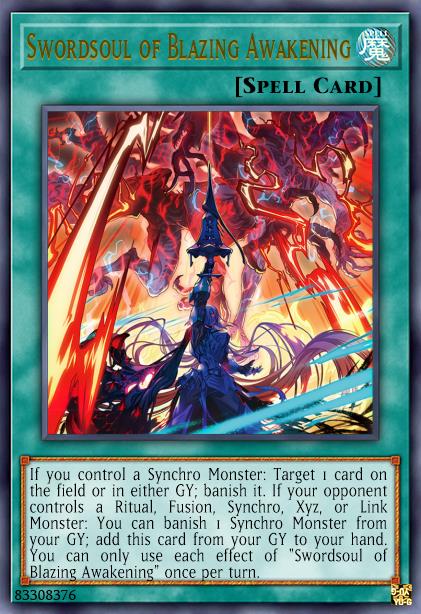 Swordsoul of Blazing Awakening
SPELL
魔
[Spell Card]
If you control a Synchro Monster: Target 1 card on
the field or in either GY; banish it. If your opponent
controls a Ritual, Fusion, Synchro, Xyz, or Link
Monster: You can banish 1 Synchro Monster from
your GY; add this card from your GY to your hand.
You can only use each effect of "Swordsoul of
Blazing Awakening" once per turn.
83308376